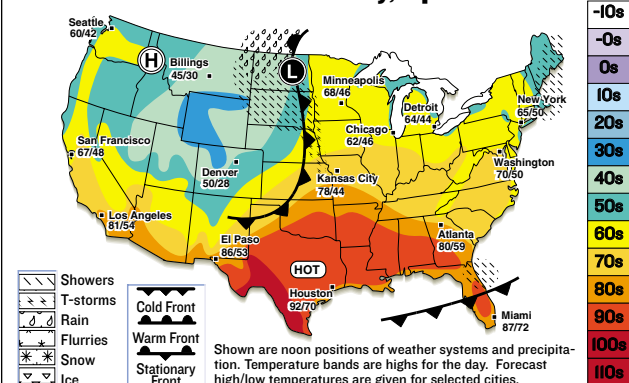 Seattle
60/42
H
Billings
45/30
L
Minneapolis
68/46
Detroit
64/44
New York
65/50
Chicago
62/46
San Francisco
67/48
Washington
70/50
Denver
50/28
Kansas City
78/44
Los Angeles
81/54
Atlanta
80/59
El Paso
86/53
HOT
Houston
92/70
Miami
87/72
Showers
T-storms
Rain
Flurries
Snow
Ice
Cold Front
Warm Front
Stationary
Front
Shown are noon positions of weather systems and precipita-
tion. Temperature bands are highs for the day. Forecast
high/low temperatures are given for selected cities.
-10s
-0s
0s
10s
20s
30s
40s
50s
60s
70s
80s
90s
100s
110s